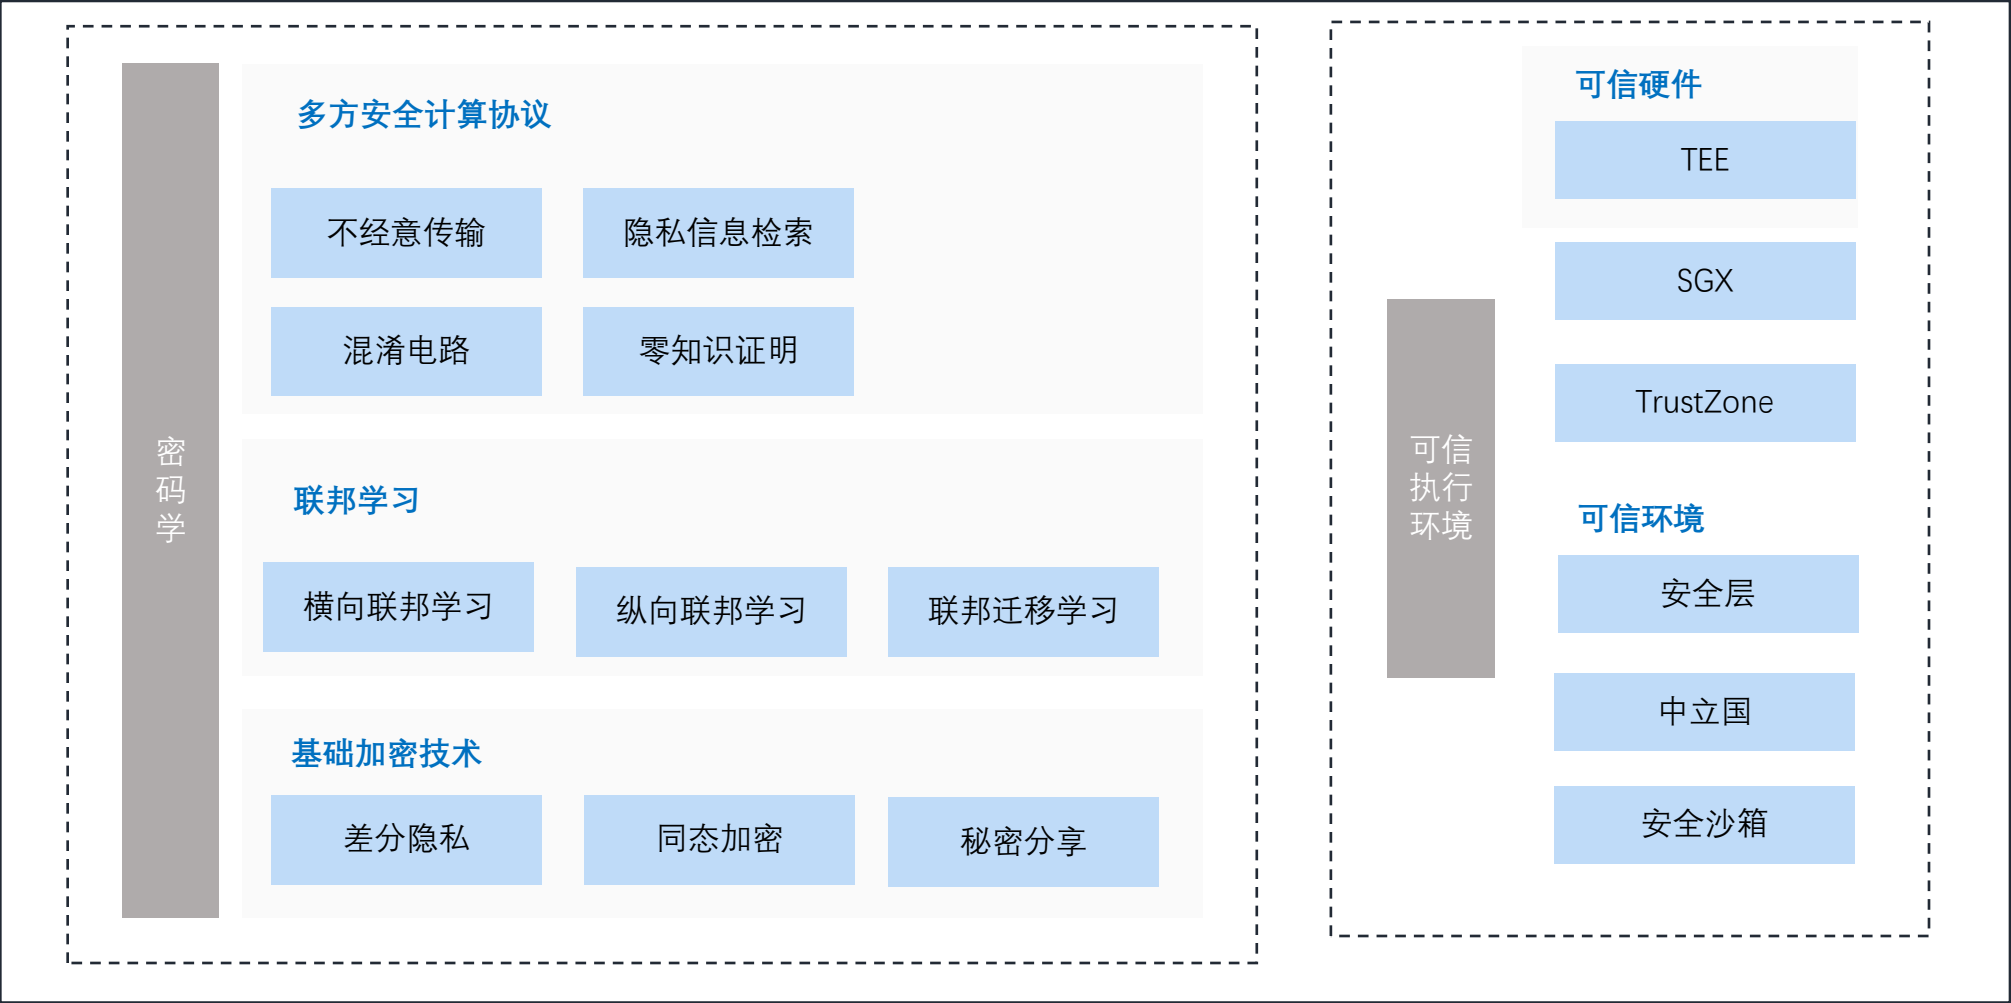 密
码
学
多方安全计算协议
不经意传输
隐私信息检索
混淆电路
零知识证明
联邦学习
横向联邦学习
纵向联邦学习
联邦迁移学习
基础加密技术
差分隐私
同态加密
秘密分享
可信
执行
环境
可信硬件
TEE
SGX
TrustZone
可信环境
安全层
中立国
安全沙箱